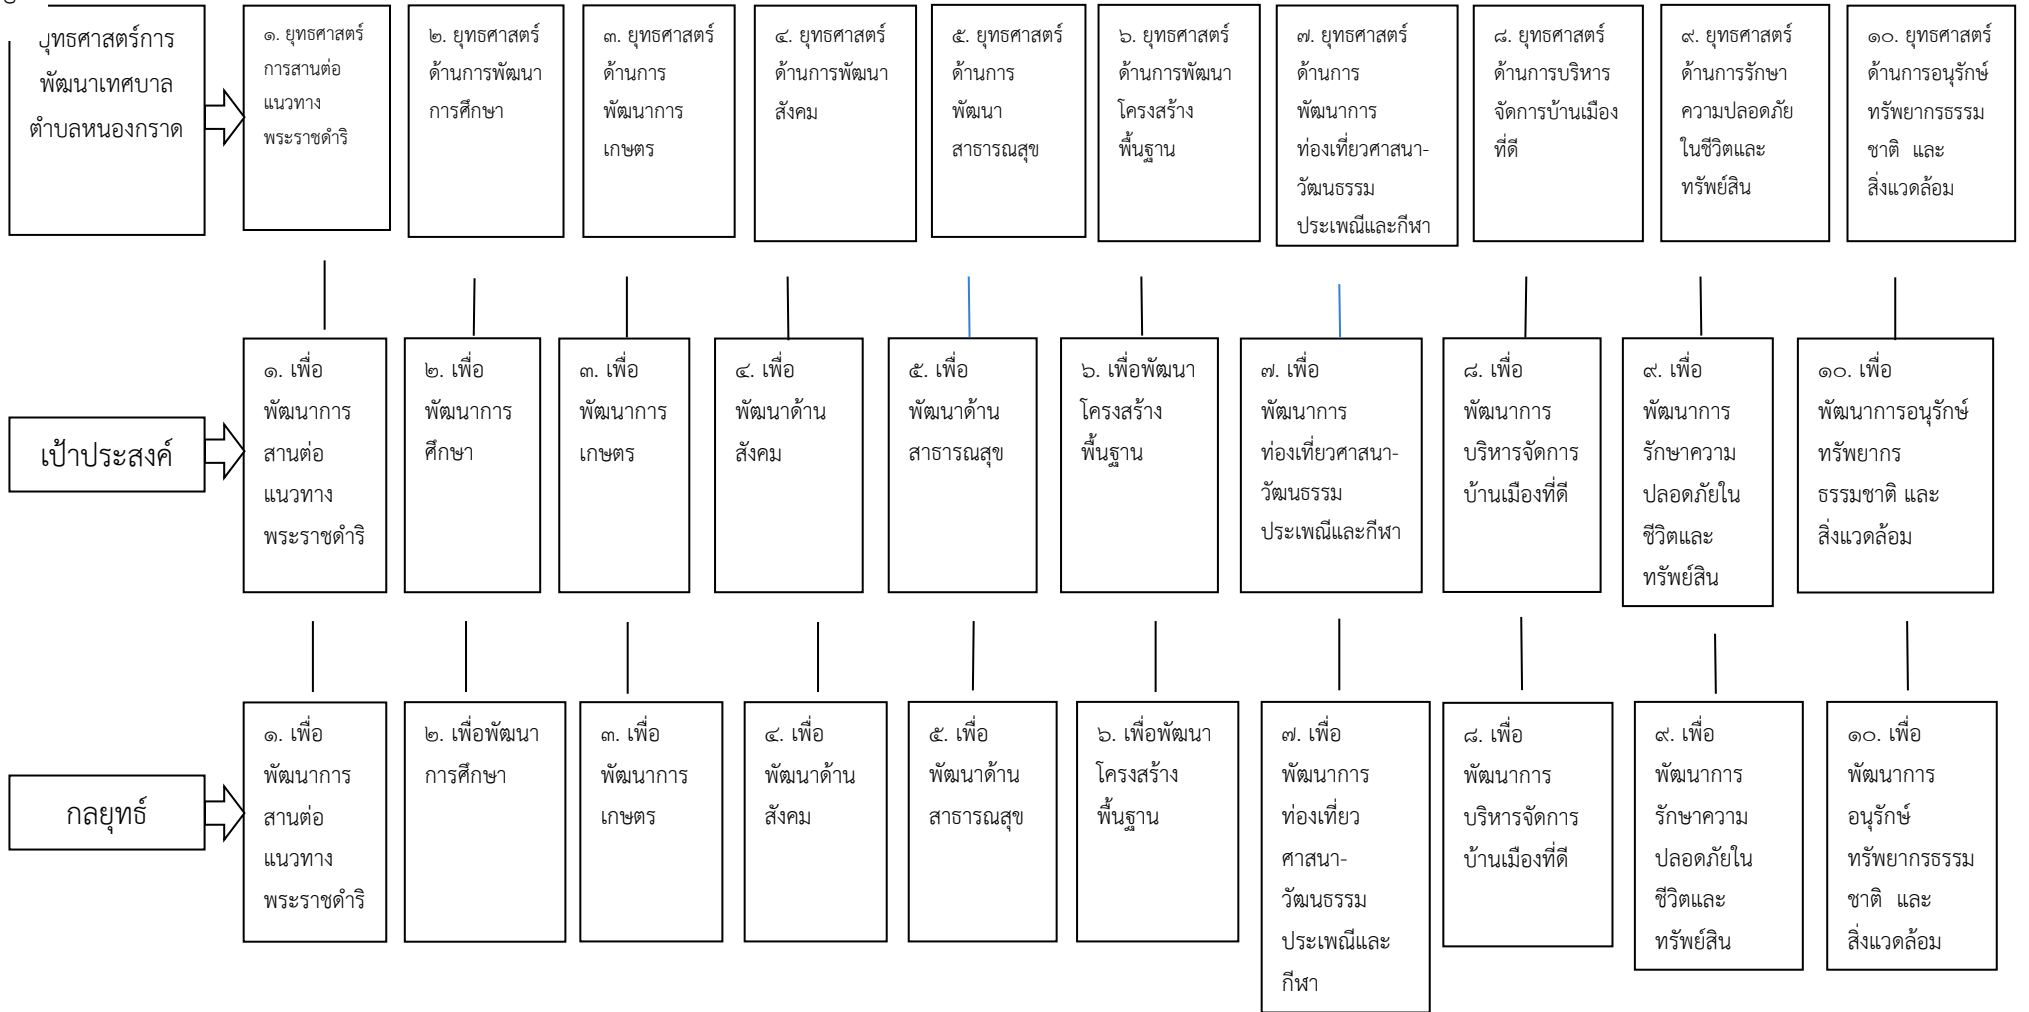 ยุทธศาสตร์การ
พัฒนาเทศบาล
ตำบลหนองกราด
๑. ยุทธศาสตร์
การสานต่อ
แนวทาง
พระราชดำริ
๒. ยุทธศาสตร์
ด้านการพัฒนา
การศึกษา
๓. ยุทธศาสตร์
ด้านการ
พัฒนาการ
เกษตร
๔. ยุทธศาสตร์
ด้านการพัฒนา
สังคม
๕. ยุทธศาสตร์
ด้านการ
พัฒนา
สาธารณสุข
๖. ยุทธศาสตร์
ด้านการพัฒนา
โครงสร้าง
พื้นฐาน
๗. ยุทธศาสตร์
ด้านการ
พัฒนาการ
ท่องเที่ยวศาสนา-
วัฒนธรรม
ประเพณีและกีฬา
๘. ยุทธศาสตร์
ด้านการบริหาร
จัดการบ้านเมือง
ที่ดี
๙. ยุทธศาสตร์
ด้านการรักษา
ความปลอดภัย
ในชีวิตและ
ทรัพย์สิน
๑๐. ยุทธศาสตร์
ด้านการอนุรักษ์
ทรัพยากรธรรม
ชาติ และ
สิ่งแวดล้อม
เป้าประสงค์
๑. เพื่อ
พัฒนาการ
สานต่อ
แนวทาง
พระราชดำริ
๒. เพื่อ
พัฒนาการ
ศึกษา
๓. เพื่อ
พัฒนาการ
เกษตร
๔. เพื่อ
พัฒนาด้าน
สังคม
๕. เพื่อ
พัฒนาด้าน
สาธารณสุข
๖. เพื่อพัฒนา
โครงสร้าง
พื้นฐาน
๗. เพื่อ
พัฒนาการ
ท่องเที่ยวศาสนา-
วัฒนธรรม
ประเพณีและกีฬา
๘. เพื่อ
พัฒนาการ
บริหารจัดการ
บ้านเมืองที่ดี
๙. เพื่อ
พัฒนาการ
รักษาความ
ปลอดภัยใน
ชีวิตและ
ทรัพย์สิน
๑๐. เพื่อ
พัฒนาการอนุรักษ์
ทรัพยากร
ธรรมชาติ และ
สิ่งแวดล้อม
กลยุทธ์
๑. เพื่อ
พัฒนาการ
สานต่อ
แนวทาง
พระราชดำริ
๒. เพื่อพัฒนา
การศึกษา
๓. เพื่อ
พัฒนาการ
เกษตร
๔. เพื่อ
พัฒนาด้าน
สังคม
๕. เพื่อ
พัฒนาด้าน
สาธารณสุข
๖. เพื่อพัฒนา
โครงสร้าง
พื้นฐาน
๗. เพื่อ
พัฒนาการ
ท่องเที่ยว
ศาสนา-
วัฒนธรรม
ประเพณีและ
กีฬา
๘. เพื่อ
พัฒนาการ
บริหารจัดการ
บ้านเมืองที่ดี
๙. เพื่อ
พัฒนาการ
รักษาความ
ปลอดภัยใน
ชีวิตและ
ทรัพย์สิน
๑๐. เพื่อ
พัฒนาการ
อนุรักษ์
ทรัพยากรธรรม
ชาติ และ
สิ่งแวดล้อม